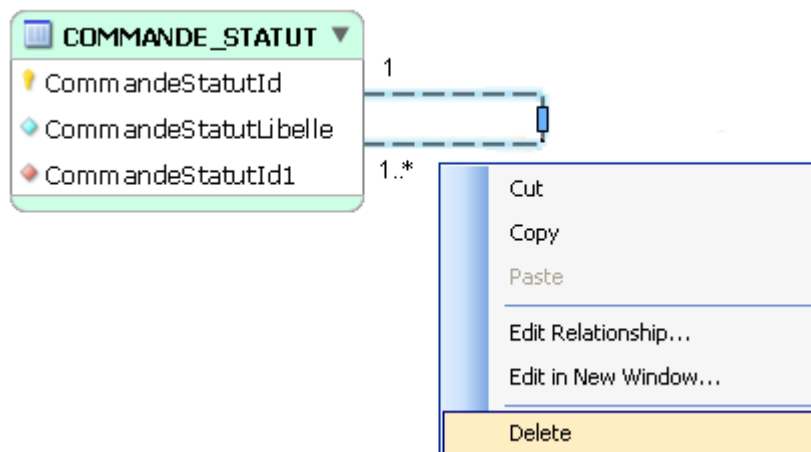 COMMANDE_STATUT
CommandeStatutId
CommandeStatutLibelle
CommandeStatutId1
1
1..*
Cut
Copy
Paste
Edit Relationship...
Edit in New Window...
Delete